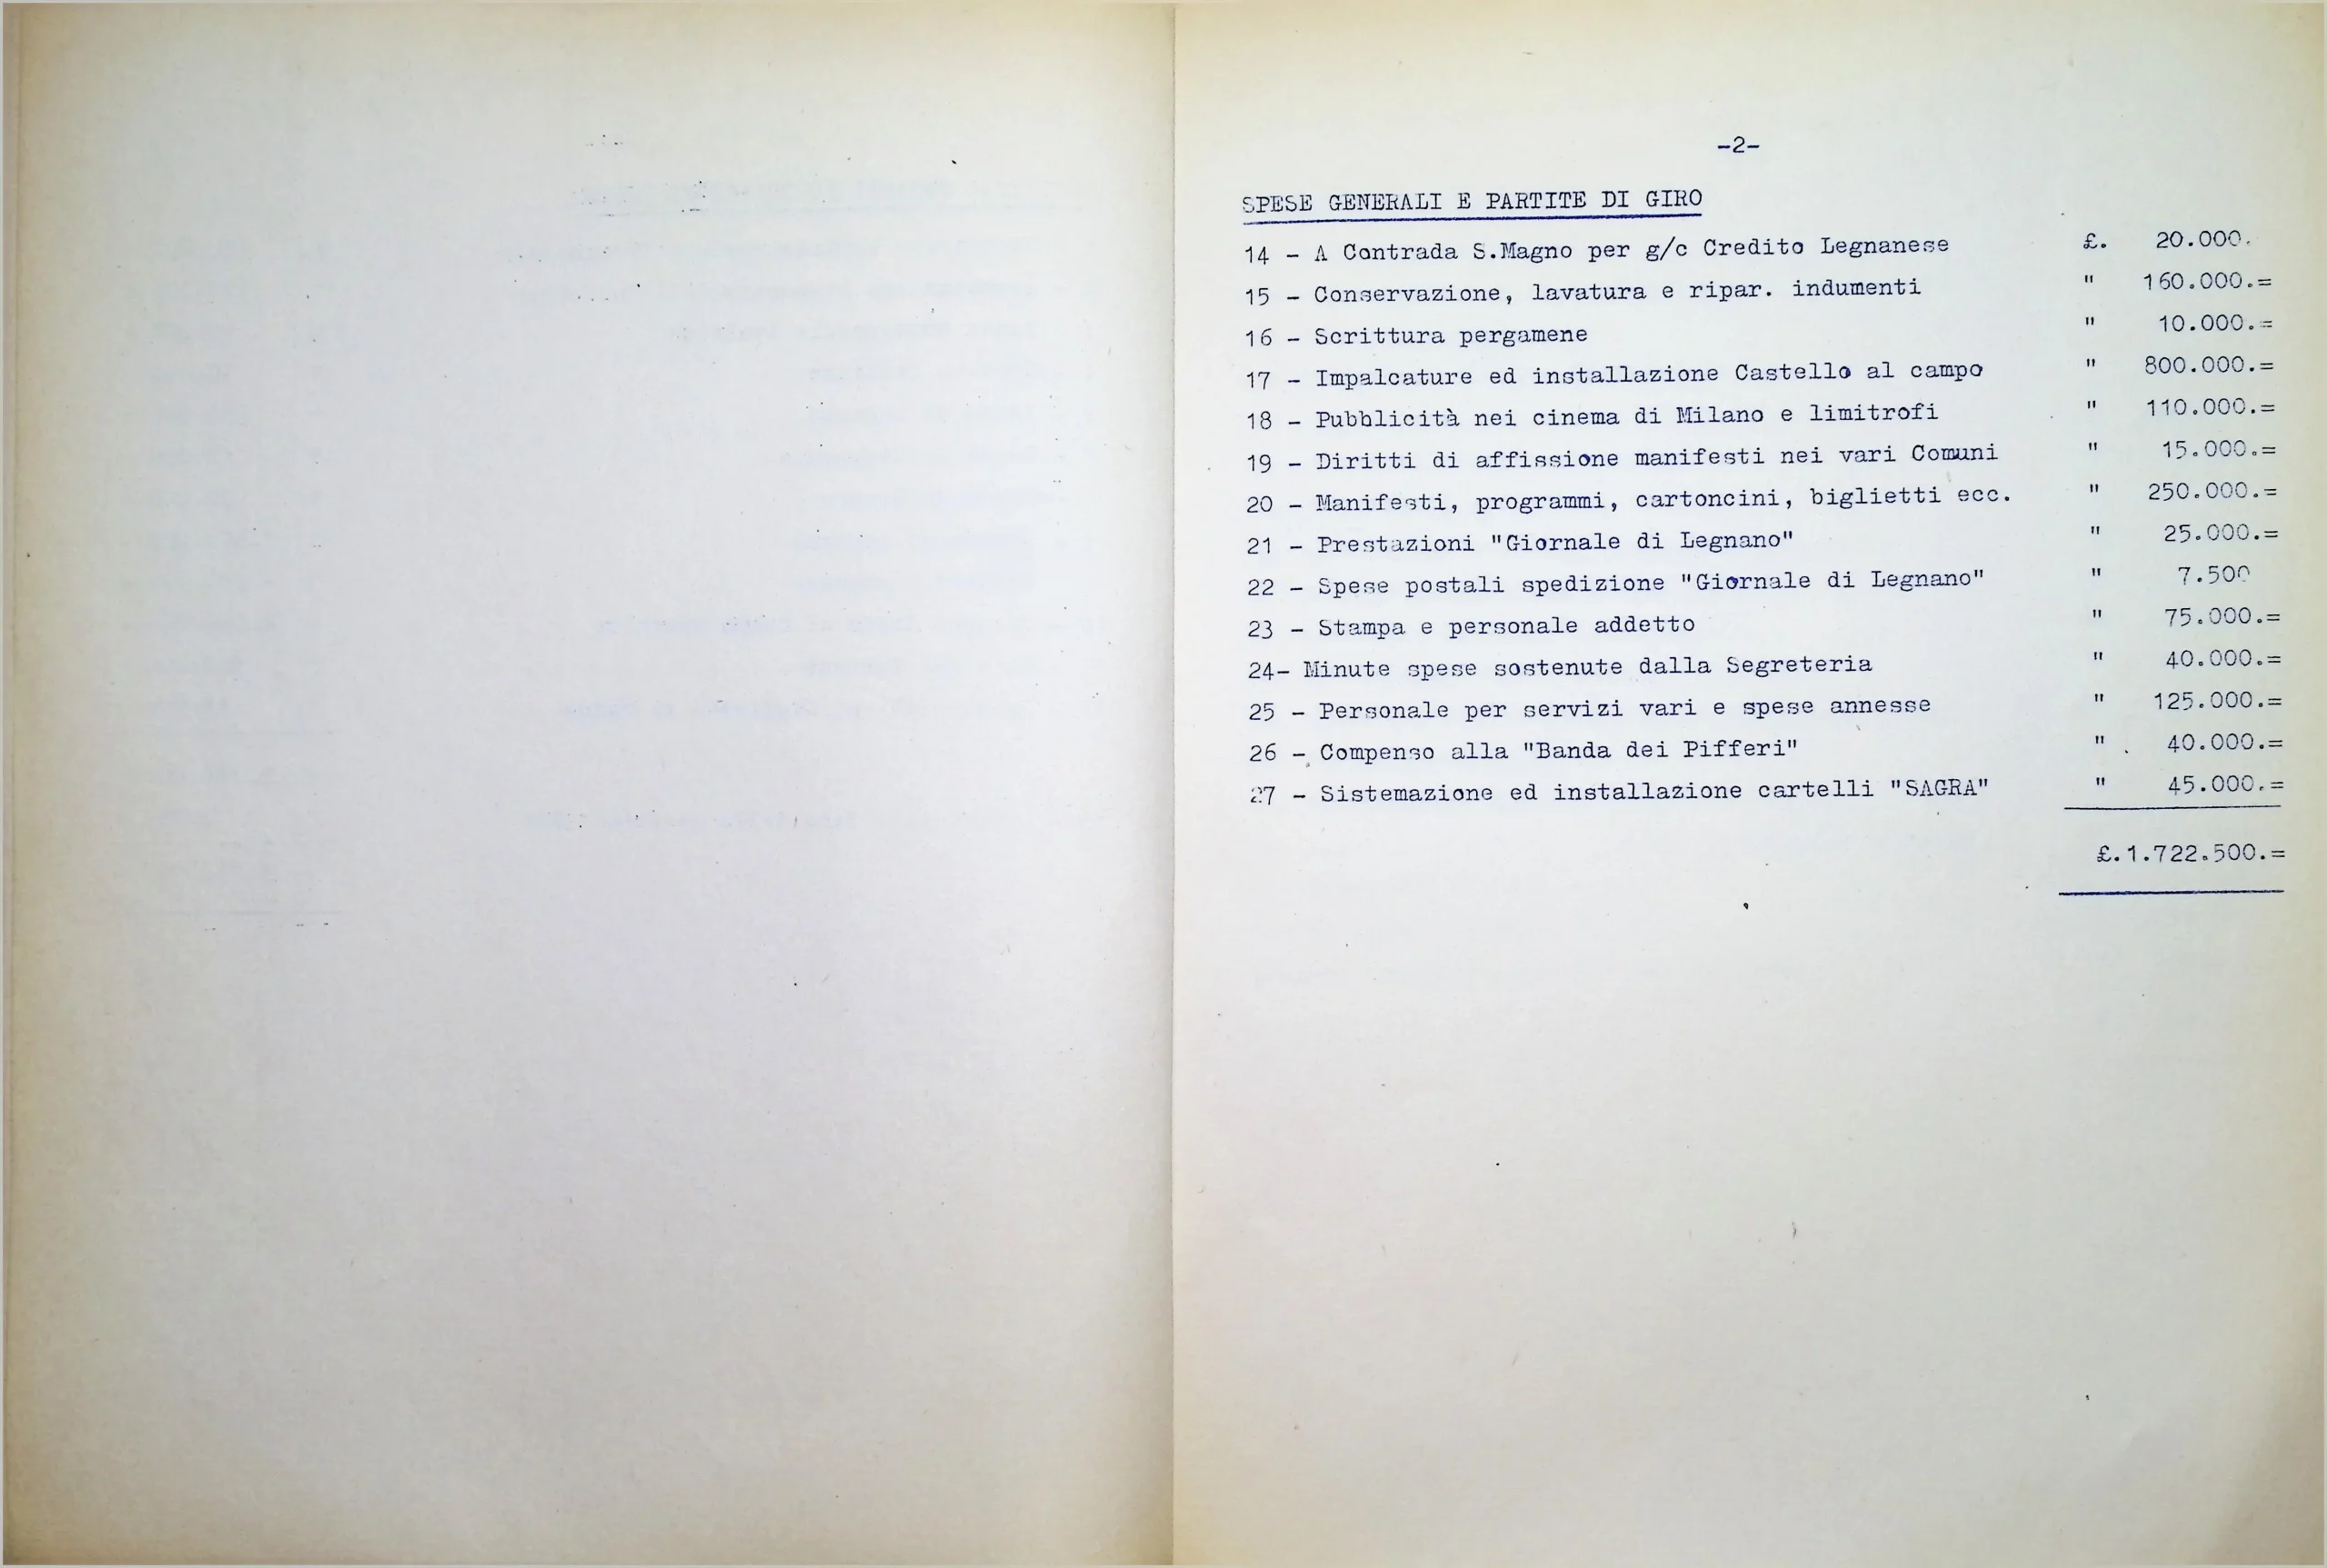 -2-
SPESE GENERALI E PARTITE DI GIRO
14 - A Contrada S.Magno per g/c Credito Legnanese £. 20.000.
15 - Conservazione, lavatura e ripar. indumenti " 160.000.=
16 - Scrittura pergamene " 10.000.=
17 - Impalcature ed installazione Castello al campo " 800.000.=
18 - Pubblicità nei cinema di Milano e limitrofi " 110.000.=
19 - Diritti di affissione manifesti nei vari Comuni " 15.000.=
20 - Manifesti, programmi, cartoncini, biglietti ecc. " 250.000.=
21 - Prestazioni "Giornale di Legnano" " 25.000.=
22 - Spese postali spedizione "Giornale di Legnano" " 7.500
23 - Stampa e personale addetto " 75.000.=
24- Minute spese sostenute dalla Segreteria " 40.000.=
25 - Personale per servizi vari e spese annesse " 125.000.=
26 - Compenso alla "Banda dei Pifferi" " 40.000.=
27 - Sistemazione ed installazione cartelli "SAGRA" " 45.000.=
£.1.722.500.=